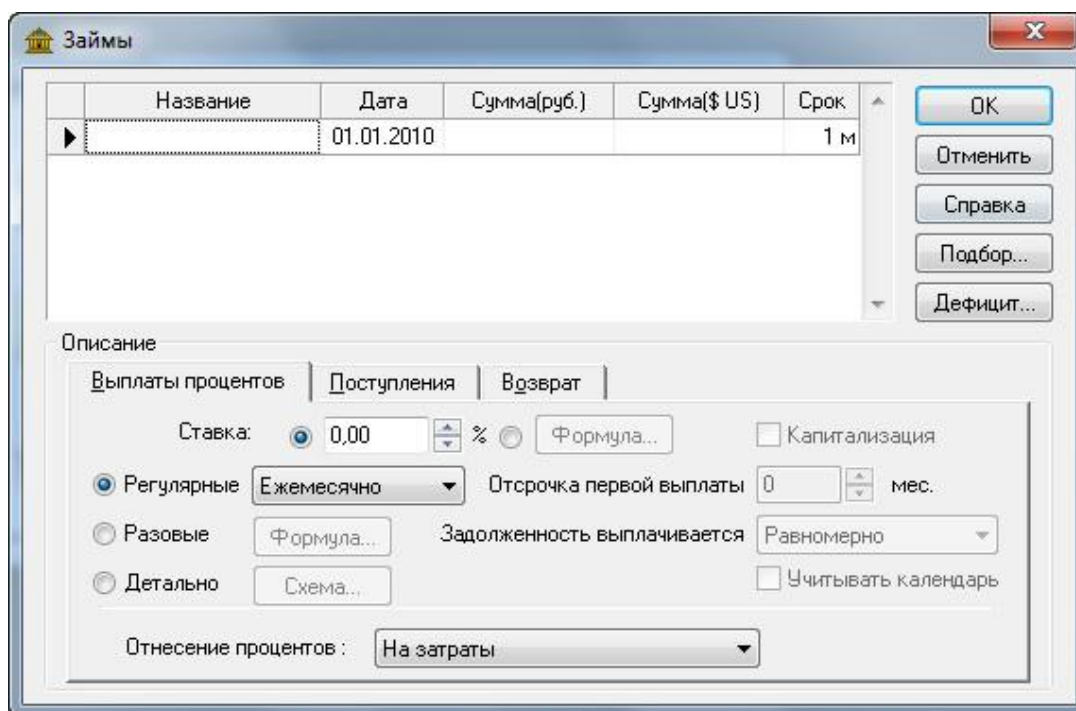 Займы
Название Дата Сумма(руб.) Сумма($ US) Срок
01.01.2010 1 м
OK
Отменить
Справка
Подбор...
Дефицит...
Описание
Выплаты процентов Поступления Возврат
Ставка: 0,00 % Формула... Капитализация
Регулярные Ежемесячно Отсрочка первой выплаты 0 мес.
Разовые Формула... Задолженность выплачивается Равномерно
Детально Схема... Учитывать календарь
Отнесение процентов : На затраты